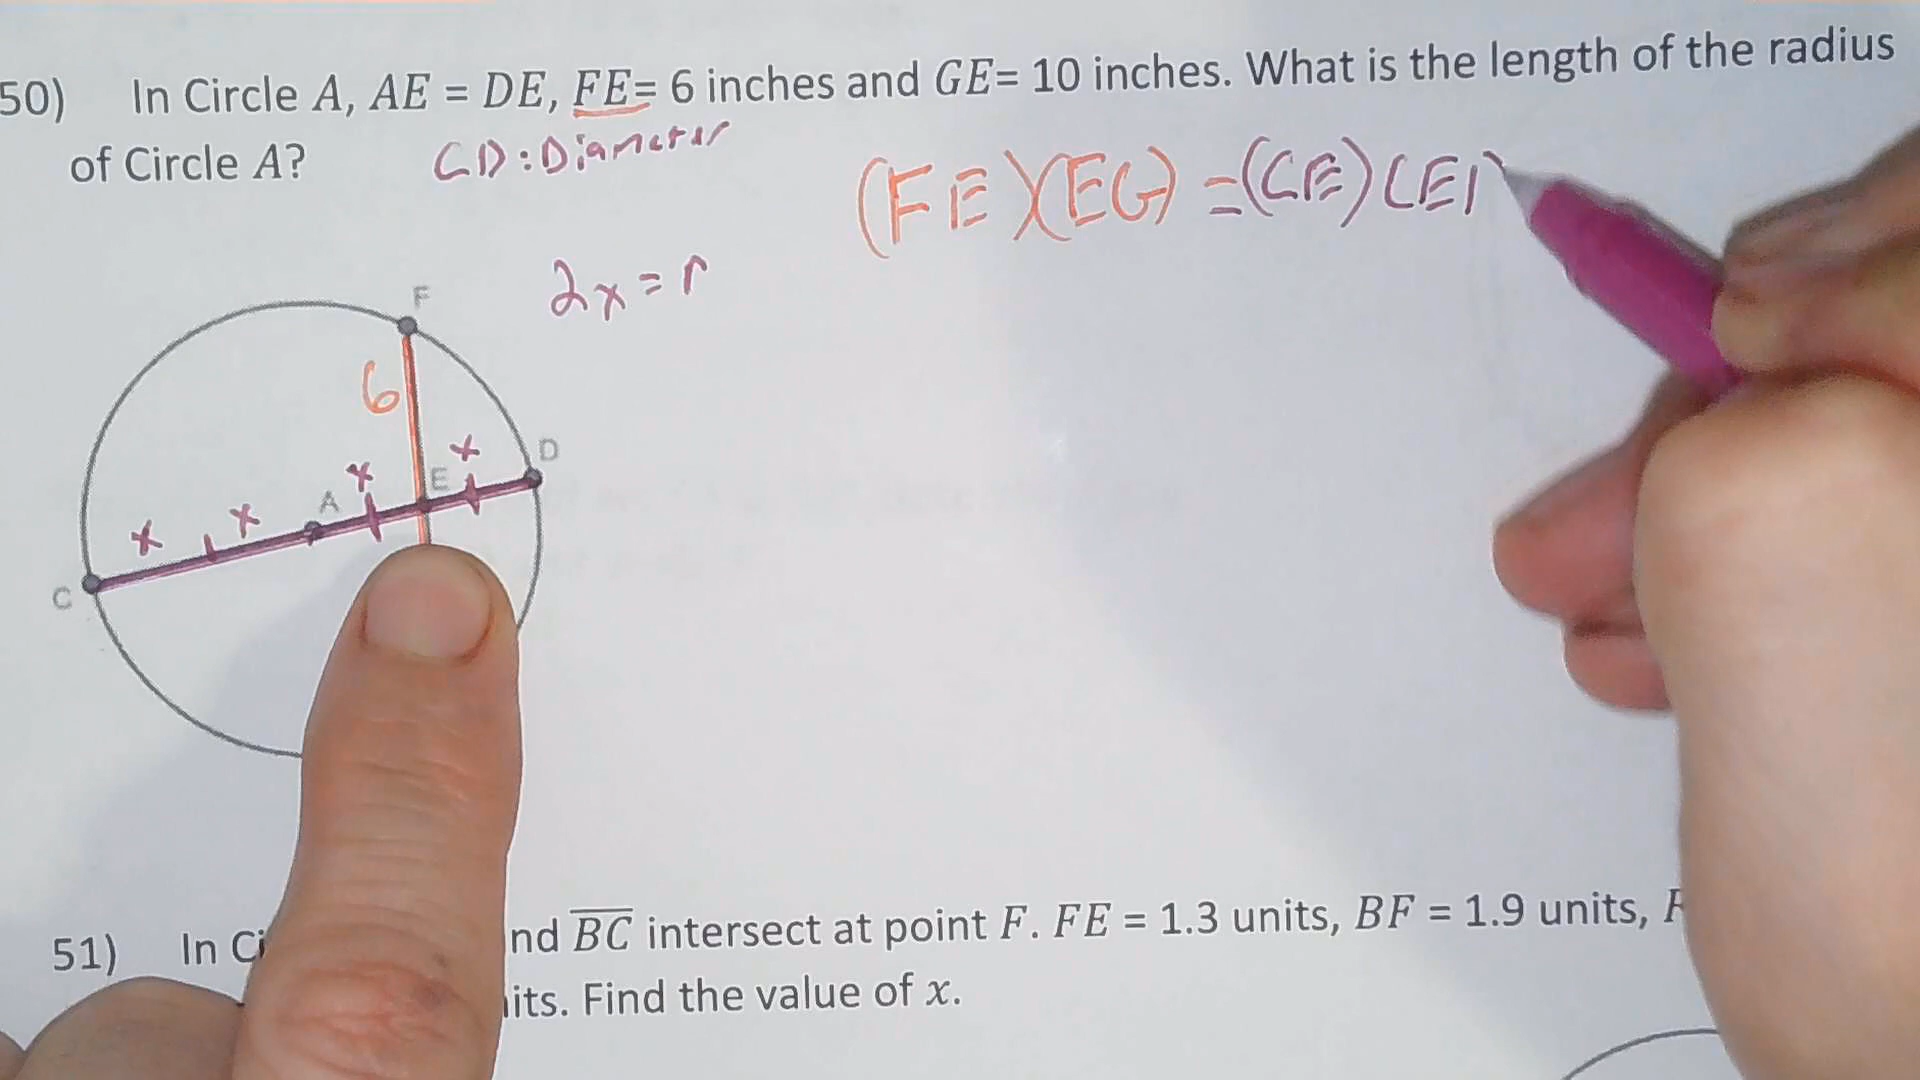 50) In Circle A, AE = DE, FE= 6 inches and GE= 10 inches. What is the length of the radius
of Circle A?
CD:Diameter
(FE)(EG) =(CE)(ED
2x=r
F
6
D
x
E
x
A
x
x
C
51) In Ci nd BC intersect at point F. FE = 1.3 units, BF = 1.9 units,
its. Find the value of x.